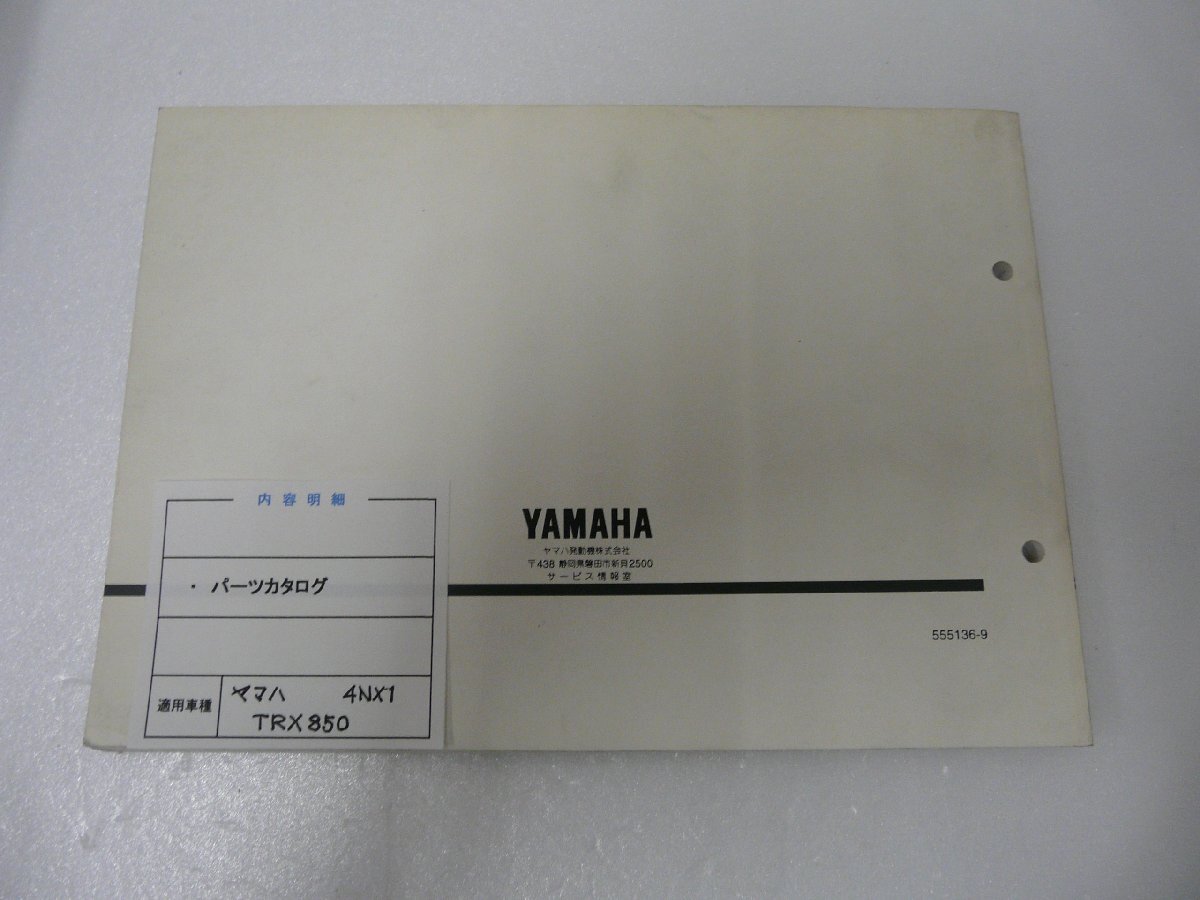 YAMAHA
ヤマハ発動機株式会社
〒438 静岡県磐田市新貝2500
サービス情報室
555136-9
内容明細
・ パーツカタログ
適用車種
ヤマハ 4NX1
TRX850